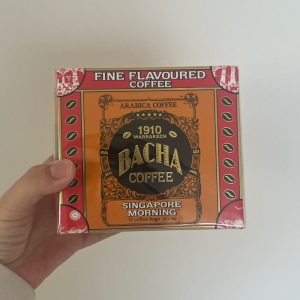 FINE FLAVOURED
COFFEE
ARABICA COFFEE
1910
MARRAKECH
BACHA
COFFEE
SINGAPORE
MORNING